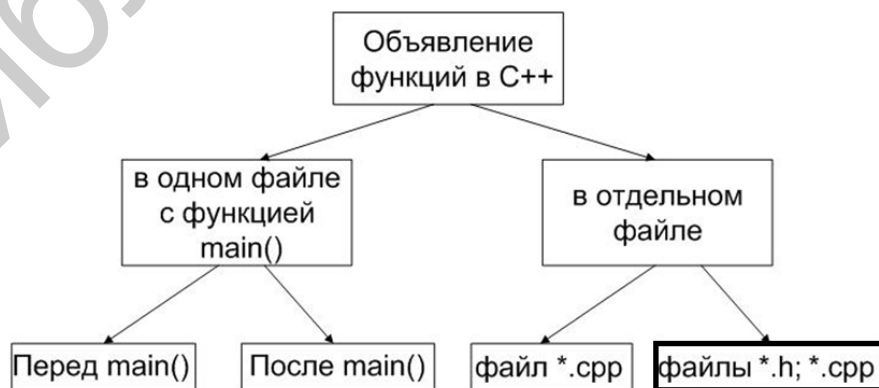 Объявление
функций в С++
в одном файле
с функцией
main()
в отдельном
файле
Перед main()
После main()
файл *.cpp
файлы *.h; *.cpp